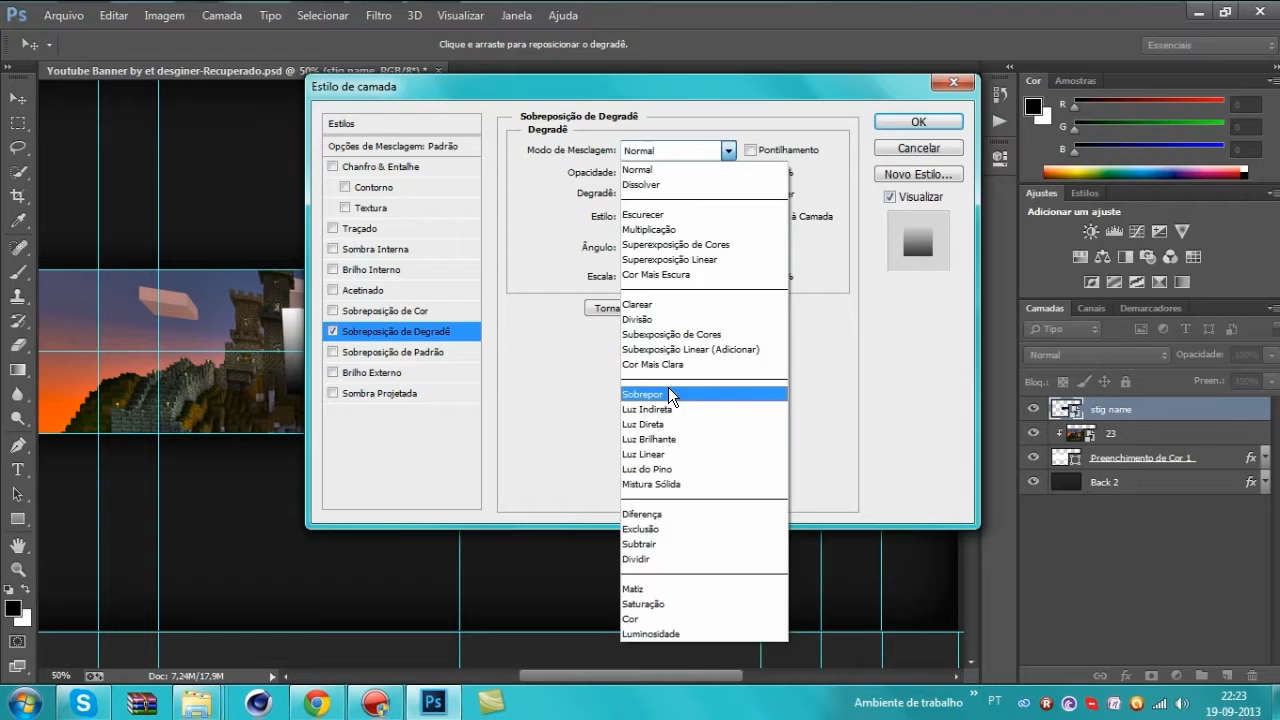 Ps Arquivo Editar Imagem Camada Tipo Selecionar Filtro 3D Visualizar Janela Ajuda
Clique e arraste para reposicionar o degradê.
Essenciais
Youtube Banner by et desginer-Recuperado.psd @ 50% (stig name, RGB/8*) *
Estilo de camada
Estilos
Opções de Mesclagem: Padrão
Chanfro & Entalhe
Contorno
Textura
Traçado
Sombra Interna
Brilho Interno
Acetinado
Sobreposição de Cor
Sobreposição de Degradê
Sobreposição de Padrão
Brilho Externo
Sombra Projetada
Sobreposição de Degradê
Degradê
Modo de Mesclagem: Normal
Pontilhamento
Opacidade: %
Degradê:
Estilo: à Camada
Ângulo:
Escala: %
Torna
Normal
Dissolver
Escurecer
Multiplicação
Superexposição de Cores
Superexposição Linear
Cor Mais Escura
Clarear
Divisão
Subexposição de Cores
Subexposição Linear (Adicionar)
Cor Mais Clara
Sobrepor
Luz Indireta
Luz Direta
Luz Brilhante
Luz Linear
Luz do Pino
Mistura Sólida
Diferença
Exclusão
Subtrair
Dividir
Matiz
Saturação
Cor
Luminosidade
OK
Cancelar
Novo Estilo...
Visualizar
Cor Amostras
R 0
G 0
B 0
Ajustes Estilos
Adicionar um ajuste
Camadas Canais Demarcadores
Tipo
Normal Opacidade: 100%
Bloq.: Preen.: 100%
stig name
23
Preenchimento de Cor 1 fx
Back 2 fx
50% Doc: 7,24M/17,9M
Ps
Ambiente de trabalho » PT
22:23
19-09-2013